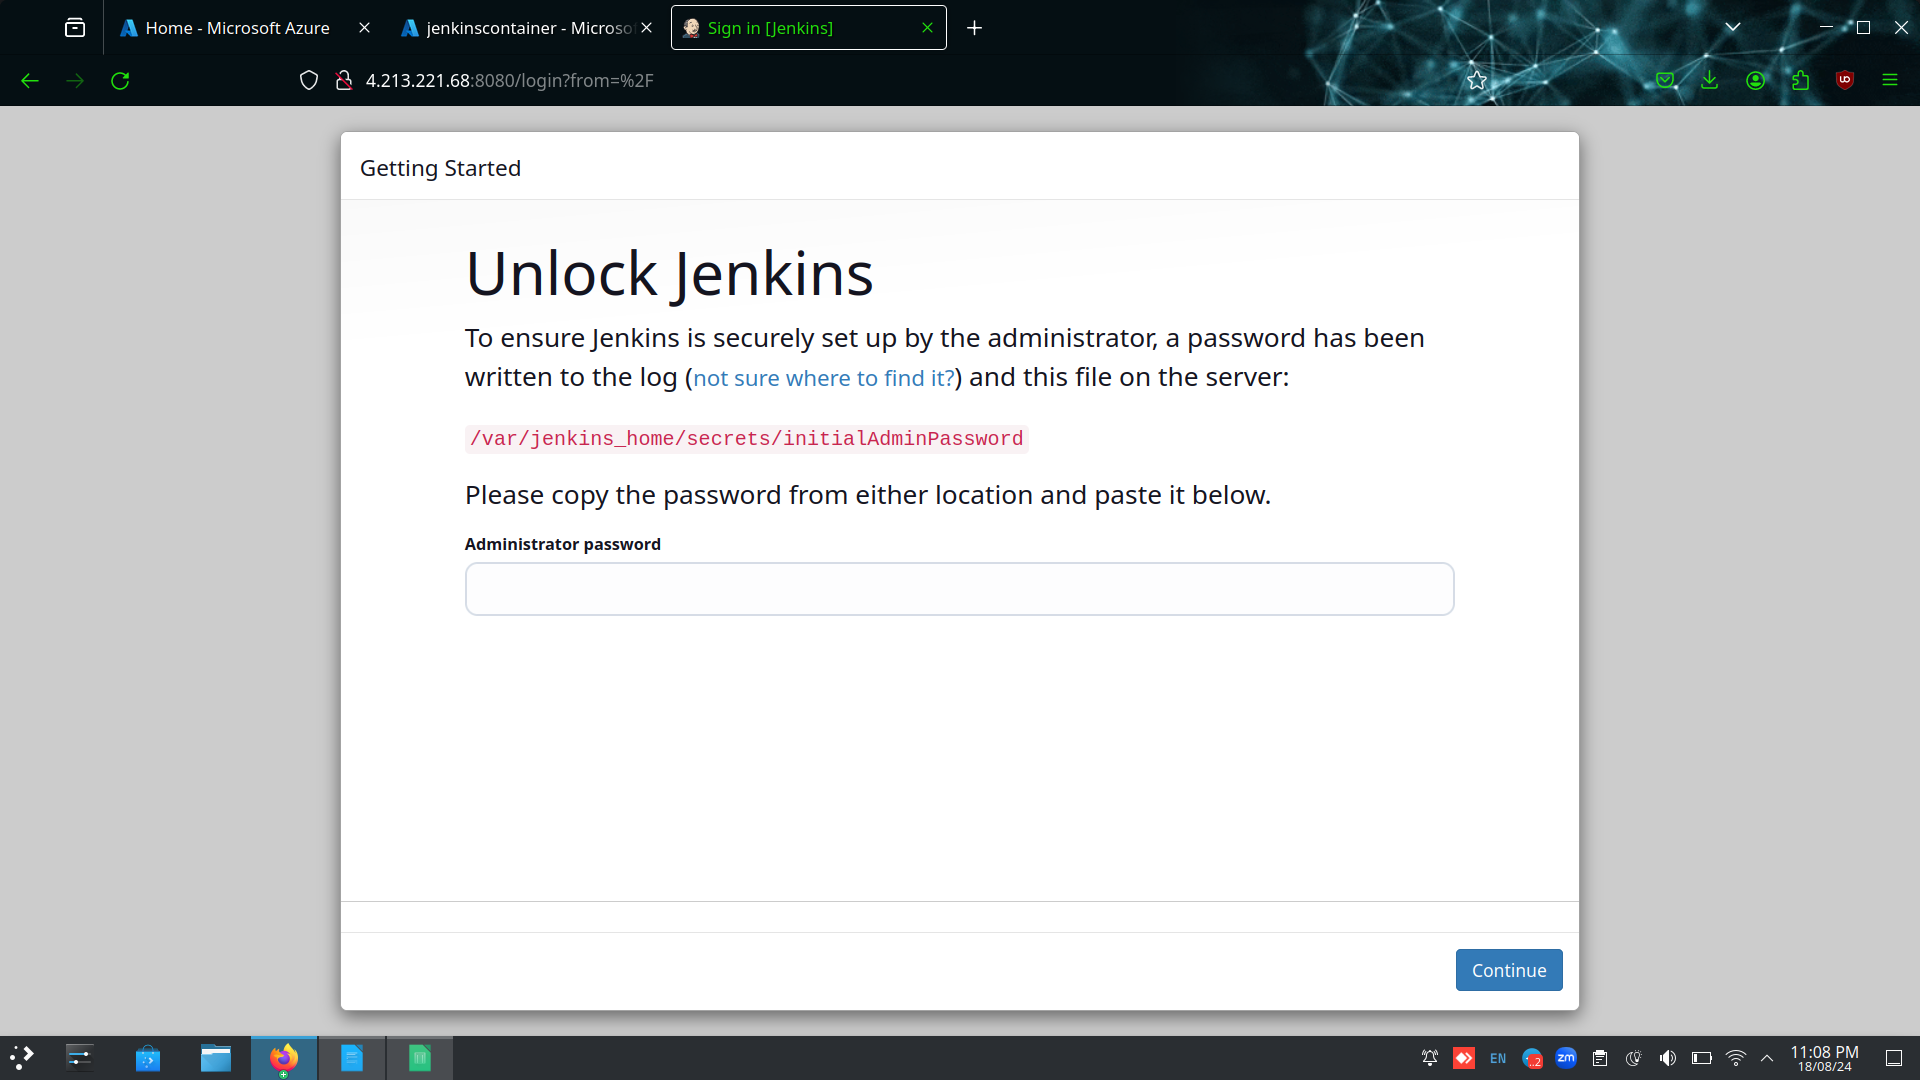 Home - Microsoft Azure
jenkinscontainer - Microso
Sign in [Jenkins]
4.213.221.68:8080/login?from=%2F
Getting Started
Unlock Jenkins
To ensure Jenkins is securely set up by the administrator, a password has been
written to the log (not sure where to find it?) and this file on the server:
/var/jenkins_home/secrets/initialAdminPassword
Please copy the password from either location and paste it below.
Administrator password
Continue
EN
..2
zm
11:08 PM
18/08/24